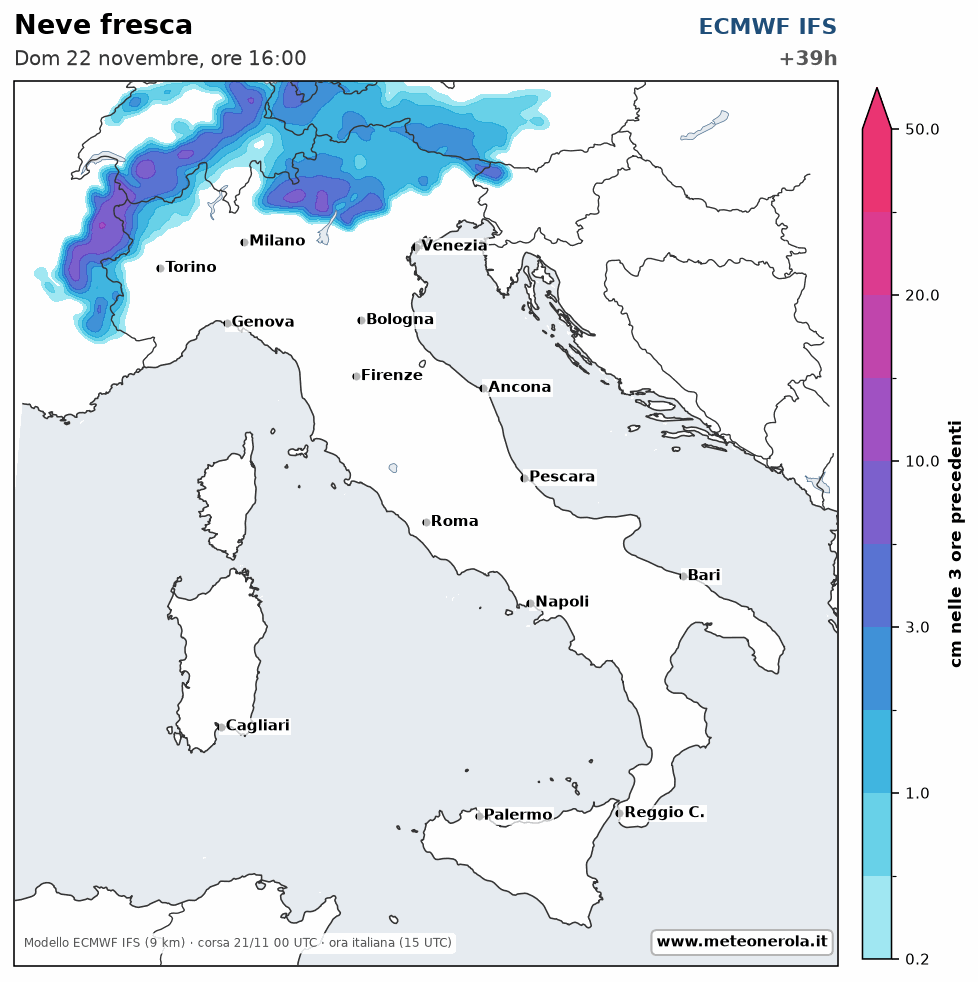 Neve fresca
ECMWF IFS
Dom 22 novembre, ore 16:00
+39h
50.0
20.0
10.0
3.0
1.0
0.2
cm nelle 3 ore precedenti
Milano
Venezia
Torino
Genova
Bologna
Firenze
Ancona
Pescara
Roma
Bari
Napoli
Cagliari
Palermo
Reggio C.
Modello ECMWF IFS (9 km) · corsa 21/11 00 UTC · ora italiana (15 UTC)
www.meteonerola.it